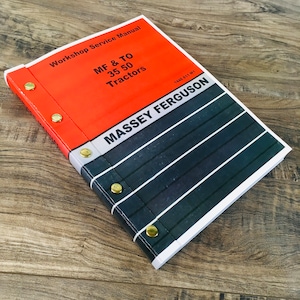 Workshop Service Manual
MF & TO
35 50
Tractors
MASSEY FERGUSON